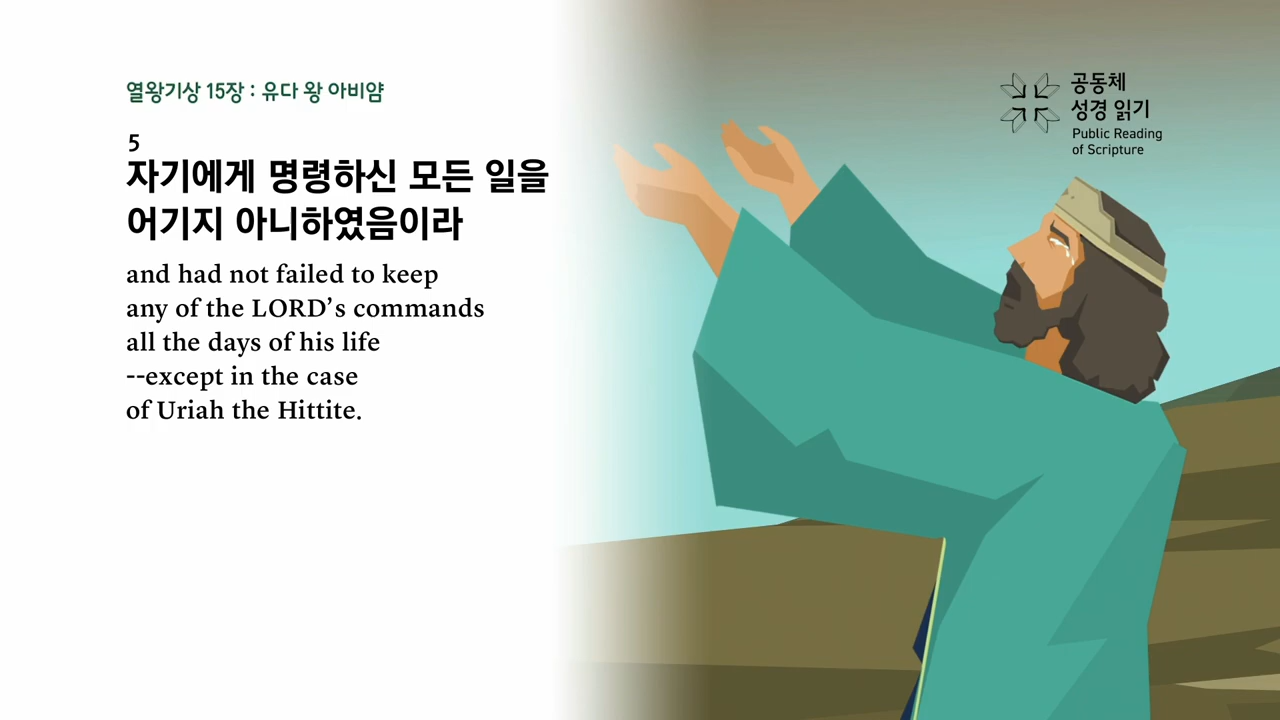 열왕기상 15장 : 유다 왕 아비얌
5
자기에게 명령하신 모든 일을
어기지 아니하였음이라
and had not failed to keep
any of the LORD’s commands
all the days of his life
--except in the case
of Uriah the Hittite.
공동체
성경 읽기
Public Reading
of Scripture